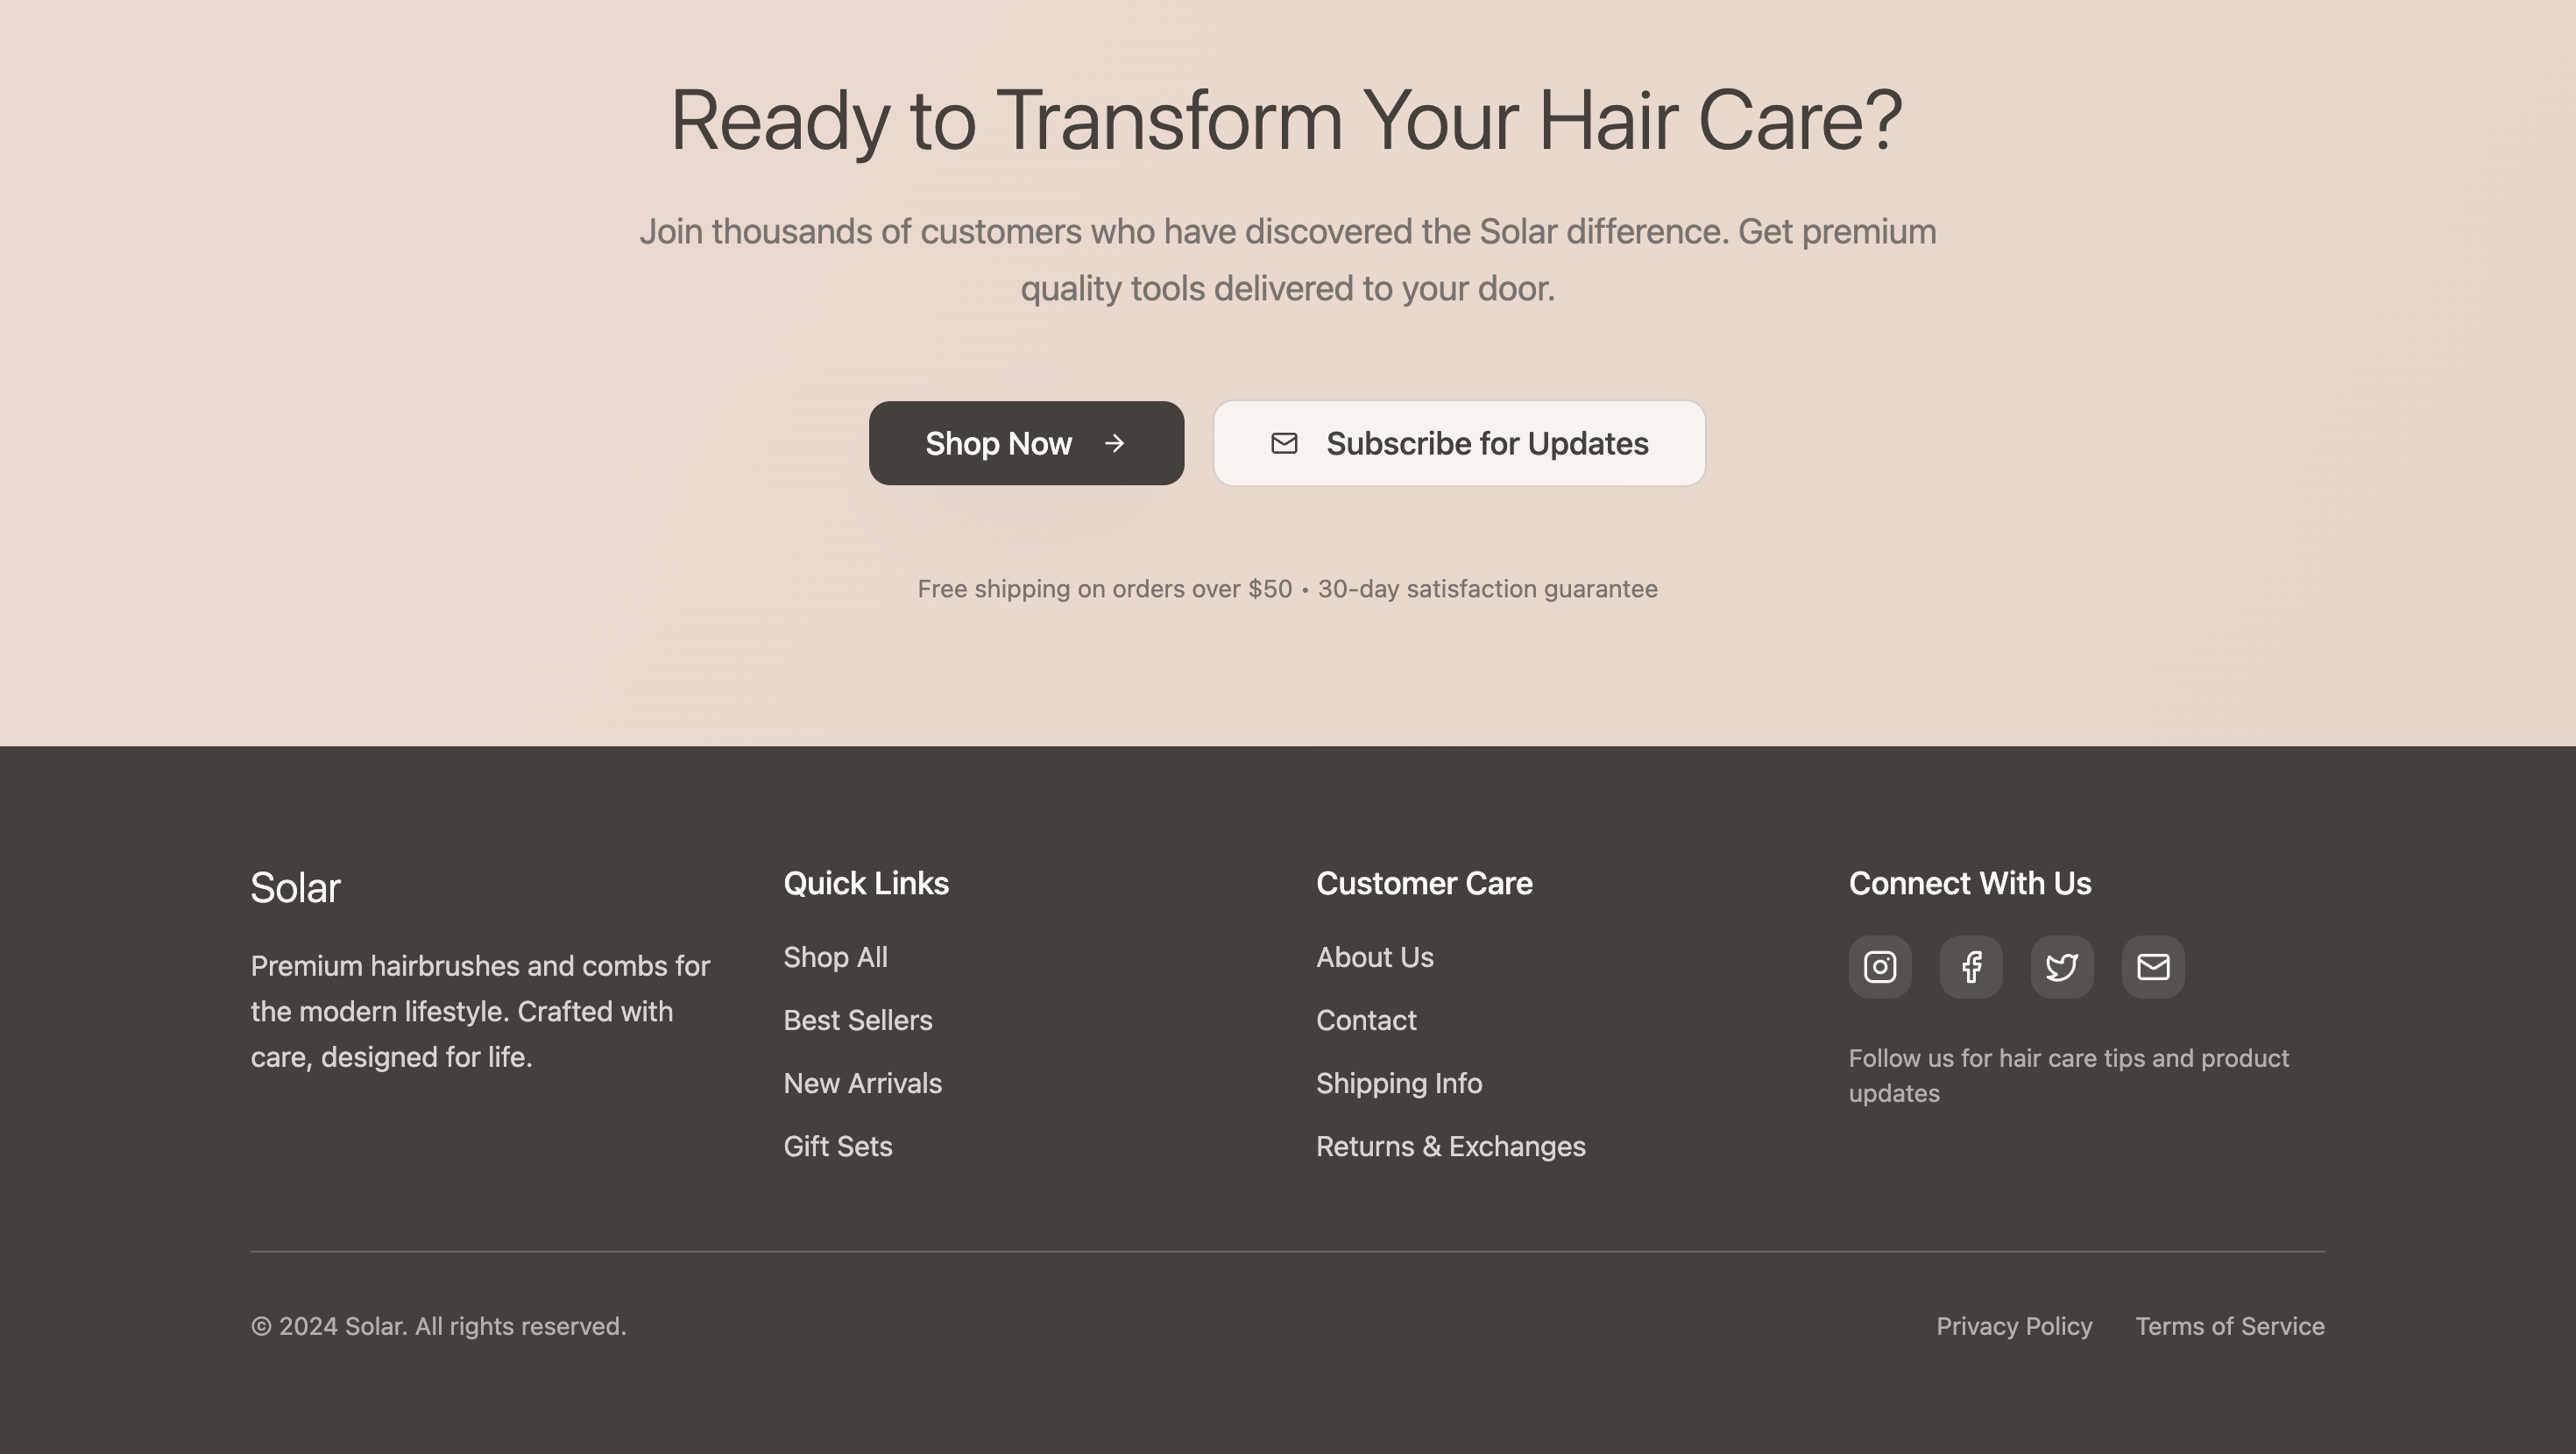 Ready to Transform Your Hair Care?
Join thousands of customers who have discovered the Solar difference. Get premium
quality tools delivered to your door.
Shop Now
Subscribe for Updates
Free shipping on orders over $50 • 30-day satisfaction guarantee
Solar
Premium hairbrushes and combs for
the modern lifestyle. Crafted with
care, designed for life.
Quick Links
Shop All
Best Sellers
New Arrivals
Gift Sets
Customer Care
About Us
Contact
Shipping Info
Returns & Exchanges
Connect With Us
Follow us for hair care tips and product
updates
© 2024 Solar. All rights reserved.
Privacy Policy
Terms of Service